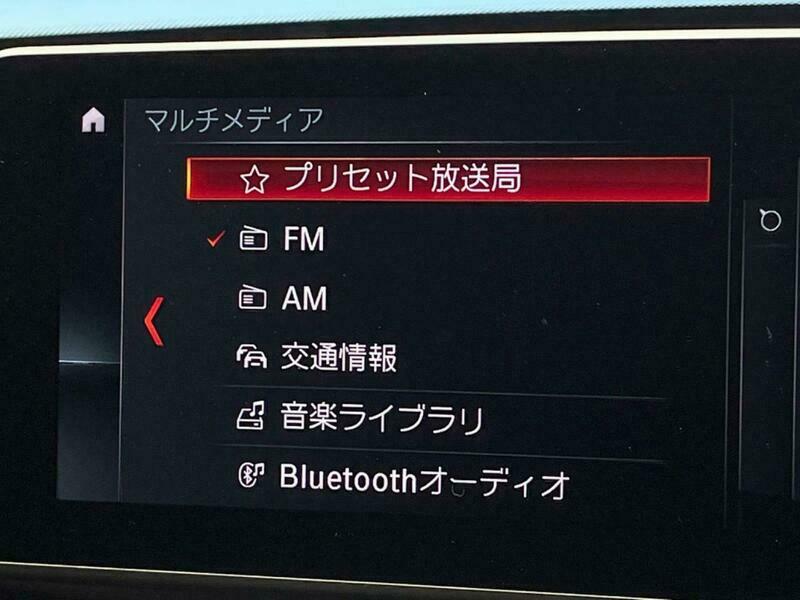 マルチメディア
プリセット放送局
FM
AM
交通情報
音楽ライブラリ
Bluetoothオーディオ